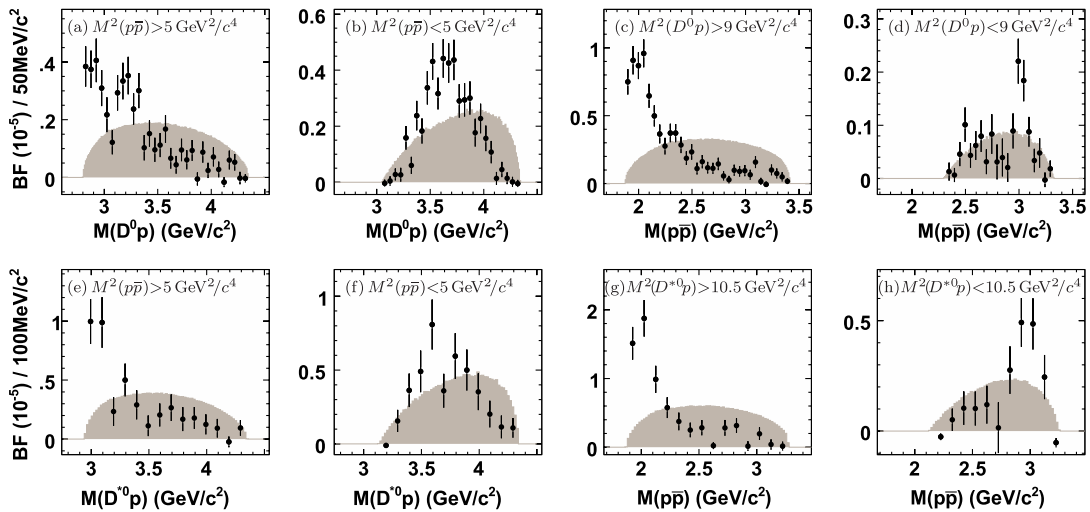 BF (10⁻⁵) / 50MeV/c²
(a) M²(pp̅)>5 GeV²/c⁴
.4
.2
0
3 3.5 4
M(D⁰p) (GeV/c²)
(b) M²(pp̅)<5 GeV²/c⁴
0.6
0.4
0.2
0
3 3.5 4
M(D⁰p) (GeV/c²)
(c) M²(D⁰p)>9 GeV²/c⁴
1
0.5
0
2 2.5 3 3.5
M(pp̅) (GeV/c²)
(d) M²(D⁰p)<9 GeV²/c⁴
0.3
0.2
0.1
0
2 2.5 3 3.5
M(pp̅) (GeV/c²)
BF (10⁻⁵) / 100MeV/c²
(e) M²(pp̅)>5 GeV²/c⁴
1
.5
0
3 3.5 4
M(D*⁰p) (GeV/c²)
(f) M²(pp̅)<5 GeV²/c⁴
1
0.5
0
3 3.5 4
M(D*⁰p) (GeV/c²)
(g) M²(D*⁰p)>10.5 GeV²/c⁴
2
1
0
2 2.5 3
M(pp̅) (GeV/c²)
(h) M²(D*⁰p)<10.5 GeV²/c⁴
0.5
0
2 2.5 3
M(pp̅) (GeV/c²)